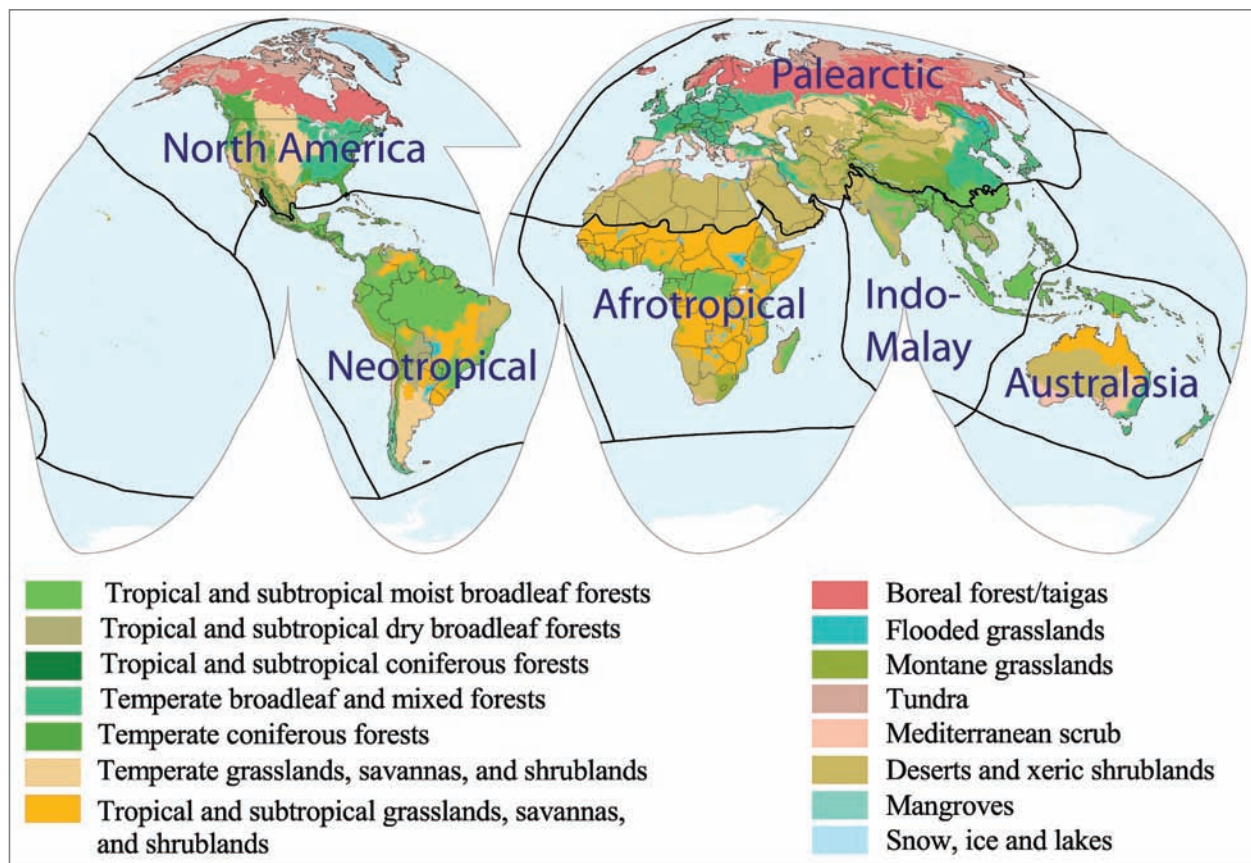 Palearctic
North America
Afrotropical
Indo-
Malay
Neotropical
Australasia
Tropical and subtropical moist broadleaf forests
Tropical and subtropical dry broadleaf forests
Tropical and subtropical coniferous forests
Temperate broadleaf and mixed forests
Temperate coniferous forests
Temperate grasslands, savannas, and shrublands
Tropical and subtropical grasslands, savannas,
and shrublands
Boreal forest/taigas
Flooded grasslands
Montane grasslands
Tundra
Mediterranean scrub
Deserts and xeric shrublands
Mangroves
Snow, ice and lakes